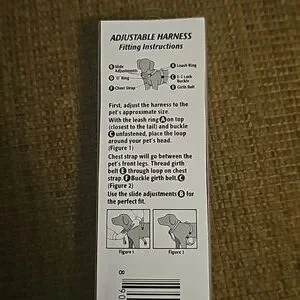 ADJUSTABLE HARNESS
Fitting Instructions
B Slide Adjustments
A Leash Ring
D "O" Ring
C E-C Lock Buckle
F Chest Strap
E Girth Belt
First, adjust the harness to the
pet's approximate size.
With the leash ring A on top
(closest to the tail) and buckle
C unfastened, place the loop
around your pet's head.
(Figure 1)
Chest strap will go between the
pet's front legs. Thread girth
belt E through loop on chest
strap. F Buckle girth belt. C
(Figure 2)
Use the slide adjustments B for
the perfect fit.
Figure 1
Figure 2
8
90